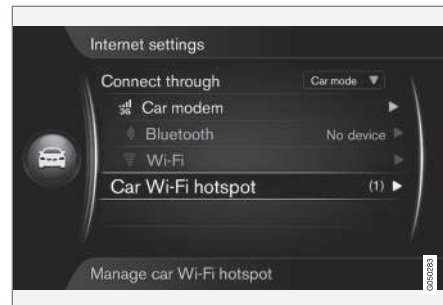 Internet settings
Connect through Car mode
3G Car modem
Bluetooth No device
Wi-Fi
Car Wi-Fi hotspot (1)
Manage car Wi-Fi hotspot
G050283